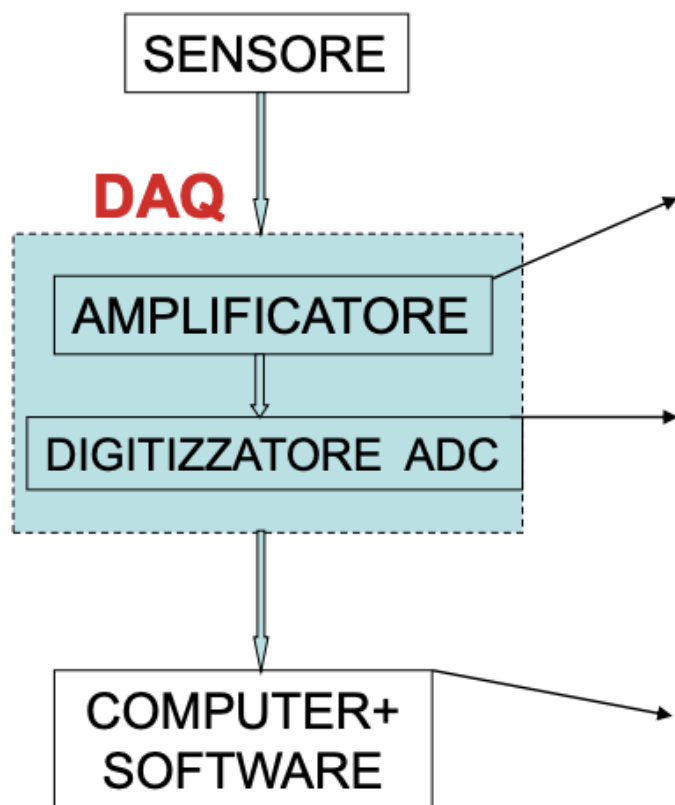 SENSORE
DAQ
AMPLIFICATORE
DIGITIZZATORE ADC
COMPUTER+
SOFTWARE